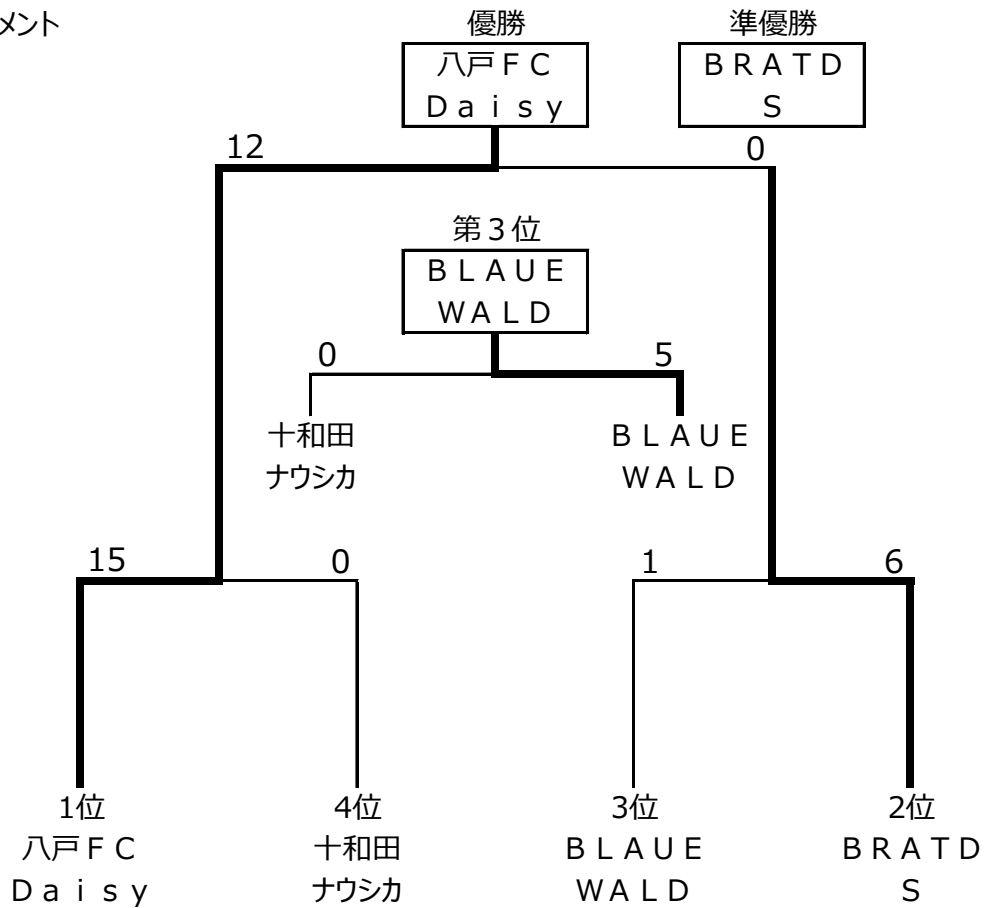 メント
優勝 準優勝
八戸ＦＣ ＢＲＡＴＤ
Ｄａｉｓｙ Ｓ
12 0
第３位
ＢＬＡＵＥ
ＷＡＬＤ
0 5
十和田 ＢＬＡＵＥ
ナウシカ ＷＡＬＤ
15 0 1 6
1位 4位 3位 2位
八戸ＦＣ 十和田 ＢＬＡＵＥ ＢＲＡＴＤ
Ｄａｉｓｙ ナウシカ ＷＡＬＤ Ｓ